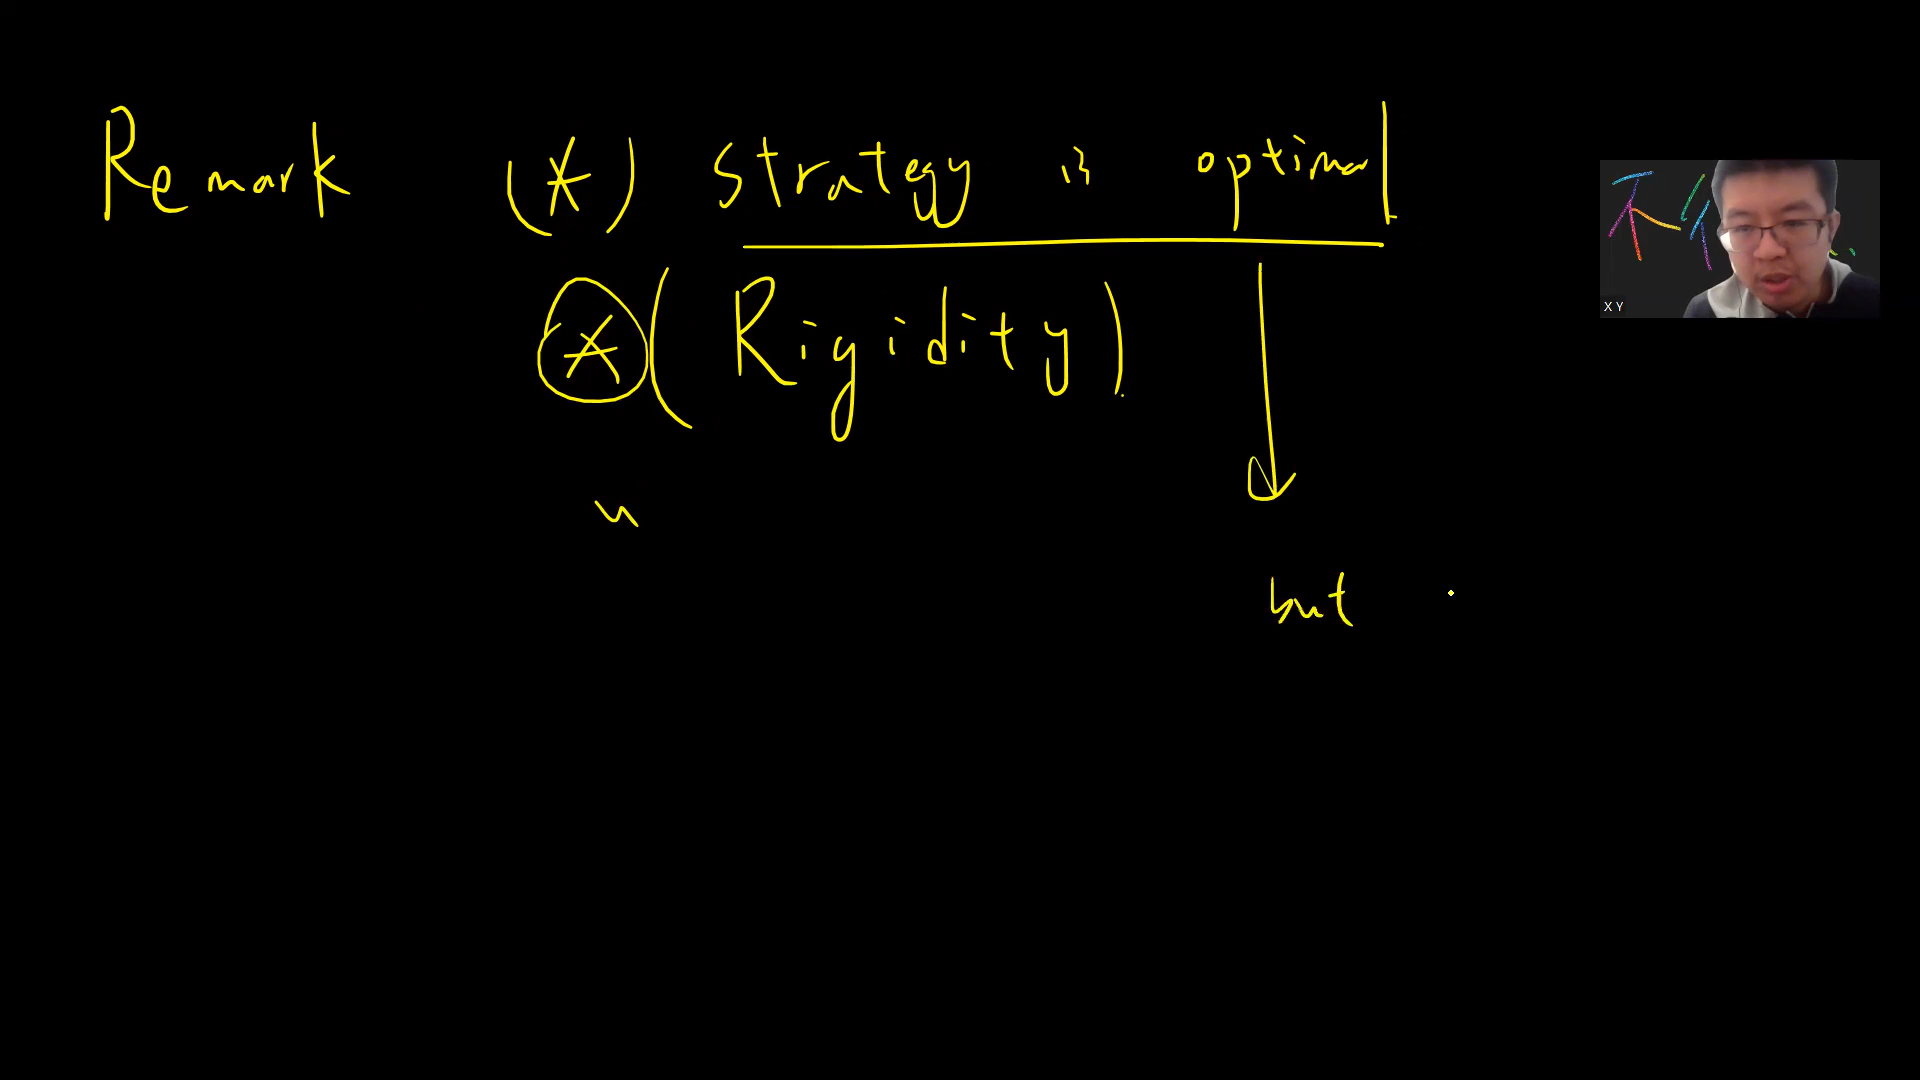 Remark (*) strategy is optimal
X Y
(*) (Rigidity)
but